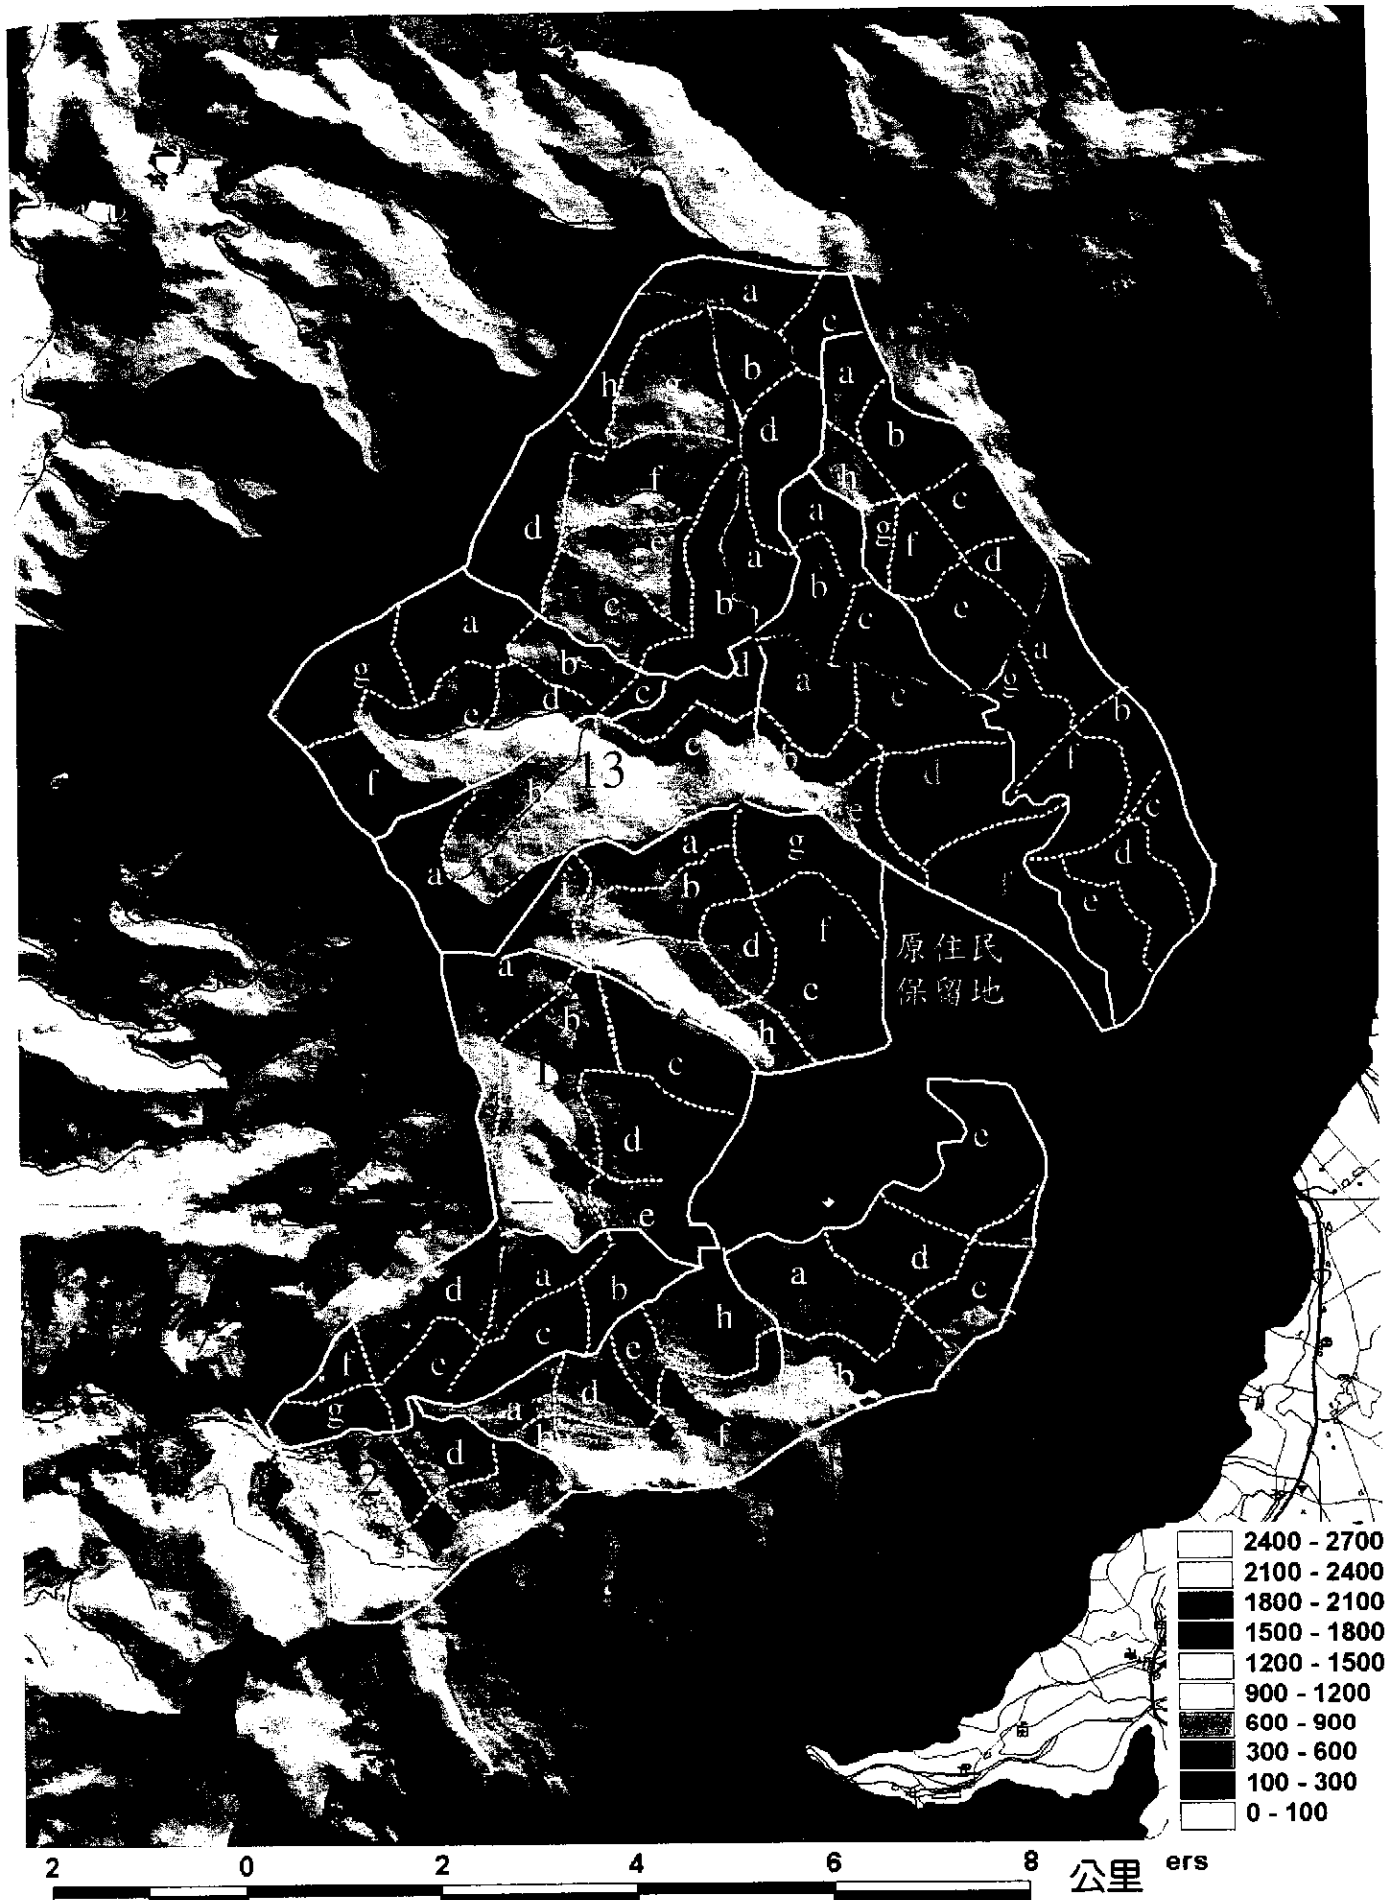 a
c
h
g
b
a
d
b
f
h
c
d
e
a
g
f
d
a
c
b
b
c
e
a
b
d
a
g
g
c
a
c
e
d
c
b
f
13
c
b
d
f
b
e
c
a
a
g
d
b
e
f
d
f
原住民
a
c
保留地
b
h
1
c
d
e
e
d
a
b
a
d
c
h
c
e
f
e
d
b
g
a
b
f
d
2
2400 - 2700
2100 - 2400
1800 - 2100
1500 - 1800
1200 - 1500
900 - 1200
600 - 900
300 - 600
100 - 300
0 - 100
2 0 2 4 6 8 公里 ers